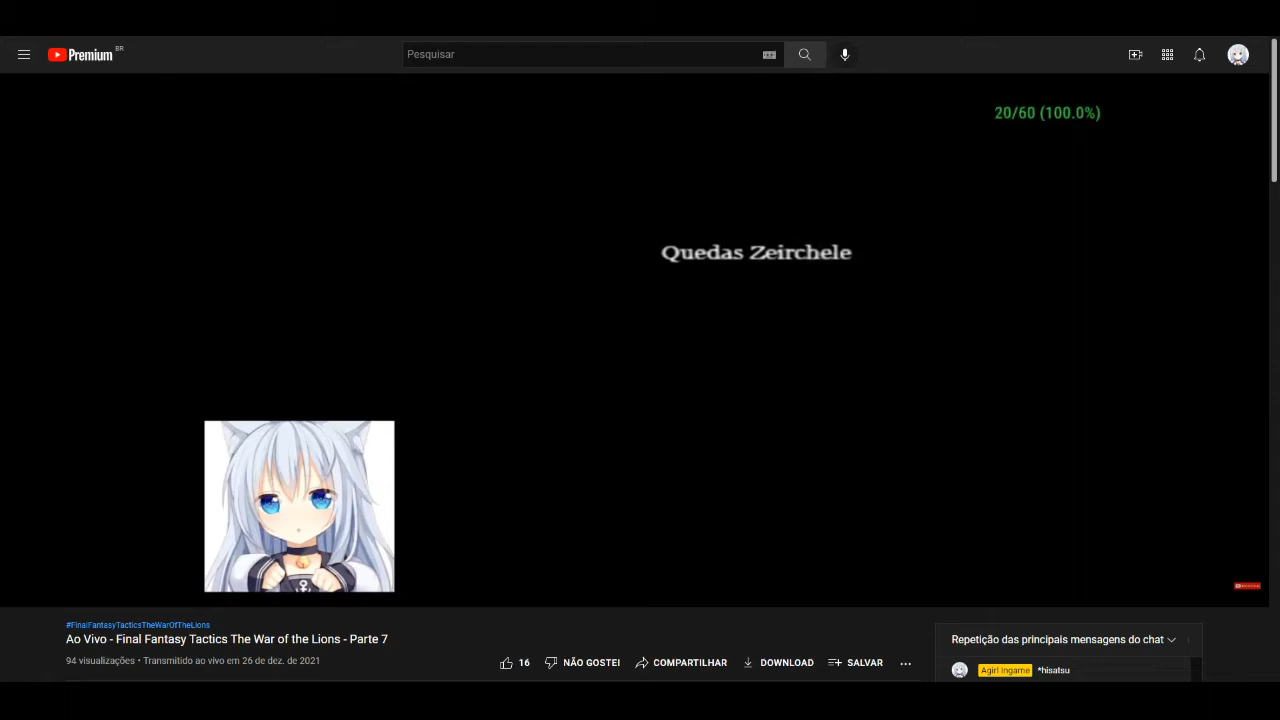 Premium BR
Pesquisar
20/60 (100.0%)
Quedas Zeirchele
#FinalFantasyTacticsTheWarOfTheLions
Ao Vivo - Final Fantasy Tactics The War of the Lions - Parte 7
94 visualizações • Transmitido ao vivo em 26 de dez. de 2021
16
NÃO GOSTEI
COMPARTILHAR
DOWNLOAD
SALVAR
Repetição das principais mensagens do chat
Agirl Ingame *hisatsu